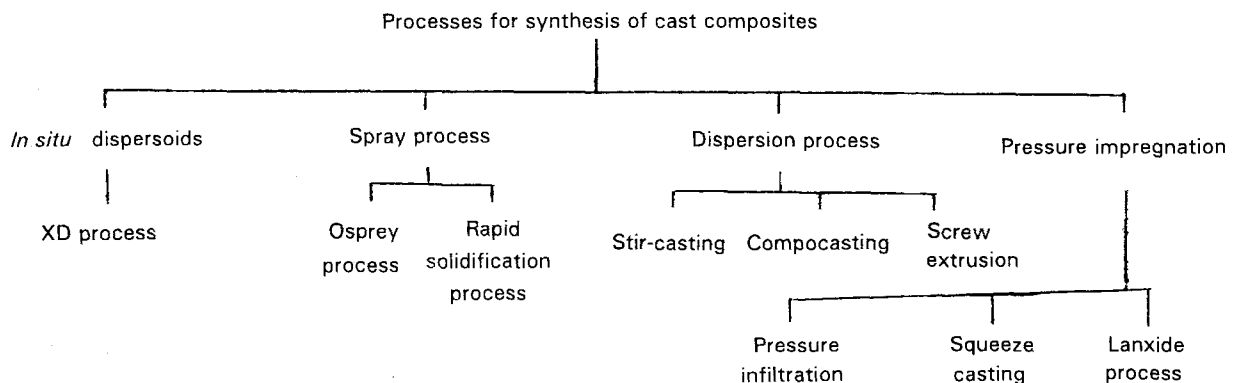 Processes for synthesis of cast composites
In situ dispersoids
Spray process
Dispersion process
Pressure impregnation
XD process
Osprey
process
Rapid
solidification
process
Stir-casting
Compocasting
Screw
extrusion
Pressure
infiltration
Squeeze
casting
Lanxide
process